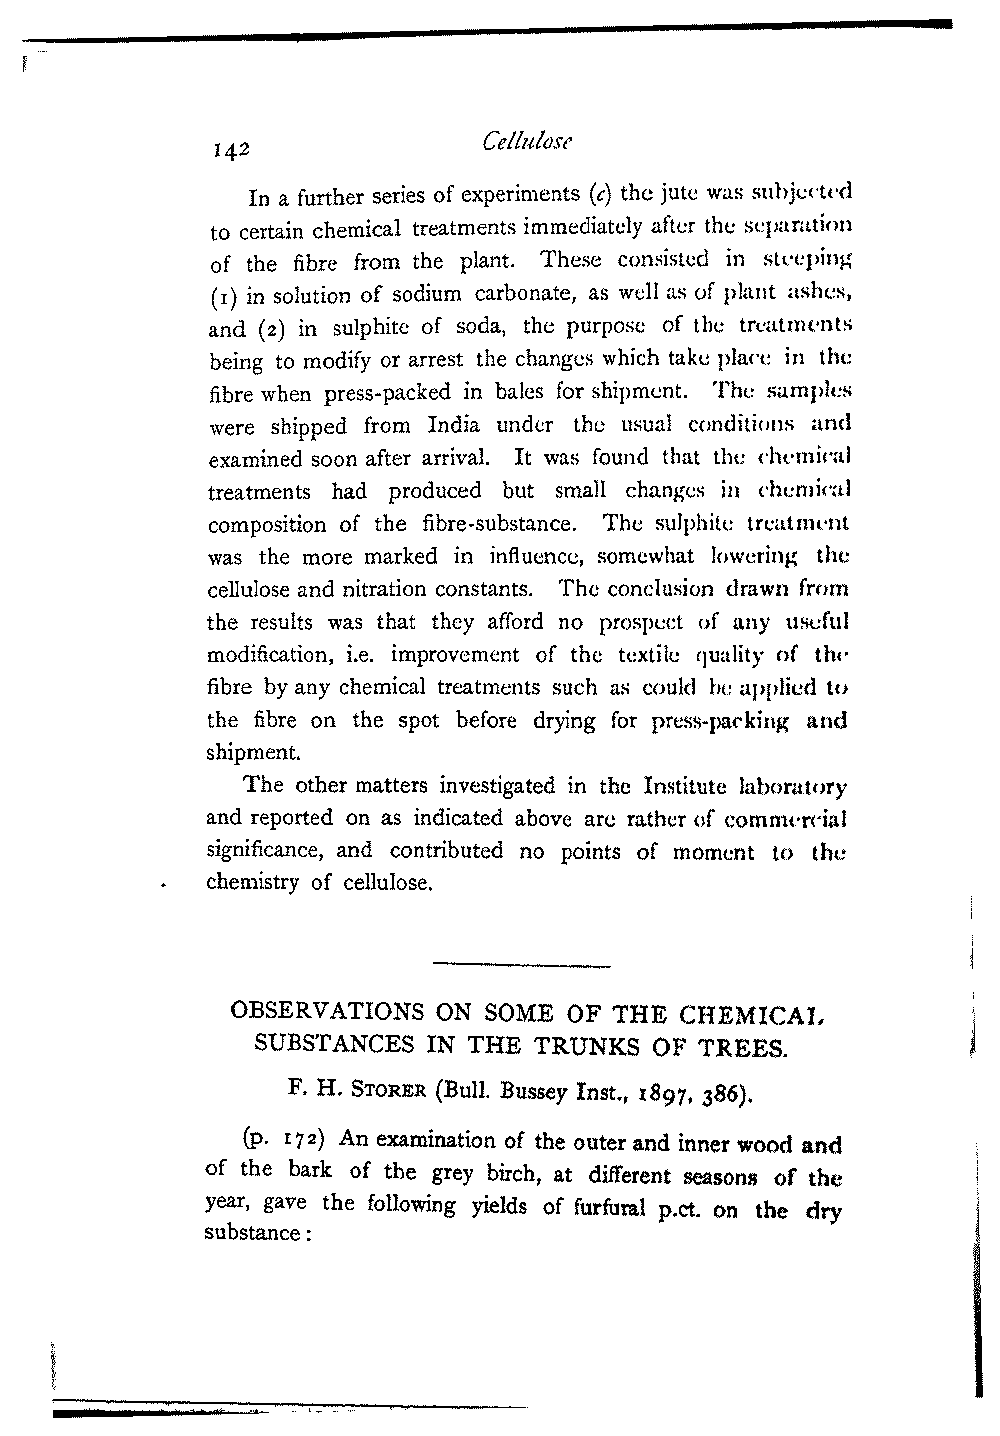 142 Cellulose
In a further series of experiments (c) the jute was subjected
to certain chemical treatments immediately after the separation
of the fibre from the plant. These consisted in steeping
(1) in solution of sodium carbonate, as well as of plant ashes,
and (2) in sulphite of soda, the purpose of the treatments
being to modify or arrest the changes which take place in the
fibre when press-packed in bales for shipment. The samples
were shipped from India under the usual conditions and
examined soon after arrival. It was found that the chemical
treatments had produced but small changes in chemical
composition of the fibre-substance. The sulphite treatment
was the more marked in influence, somewhat lowering the
cellulose and nitration constants. The conclusion drawn from
the results was that they afford no prospect of any useful
modification, i.e. improvement of the textile quality of the
fibre by any chemical treatments such as could be applied to
the fibre on the spot before drying for press-packing and
shipment.
The other matters investigated in the Institute laboratory
and reported on as indicated above are rather of commercial
significance, and contributed no points of moment to the
chemistry of cellulose.
OBSERVATIONS ON SOME OF THE CHEMICAL
SUBSTANCES IN THE TRUNKS OF TREES.
F. H. STORER (Bull. Bussey Inst., 1897, 386).
(p. 172) An examination of the outer and inner wood and
of the bark of the grey birch, at different seasons of the
year, gave the following yields of furfural p.ct. on the dry
substance: